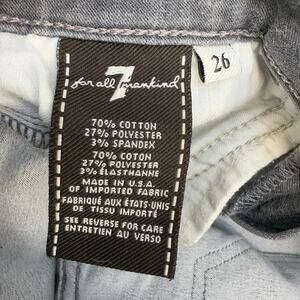 7
for all mankind
26
70% COTTON
27% POLYESTER
3% SPANDEX
70% COTON
27% POLYESTER
3% ÉLASTHANNE
MADE IN U.S.A.
OF IMPORTED FABRIC
FABRIQUÉ AUX ÉTATS-UNIS
DE TISSU IMPORTÉ
SEE REVERSE FOR CARE
ENTRETIEN AU VERSO